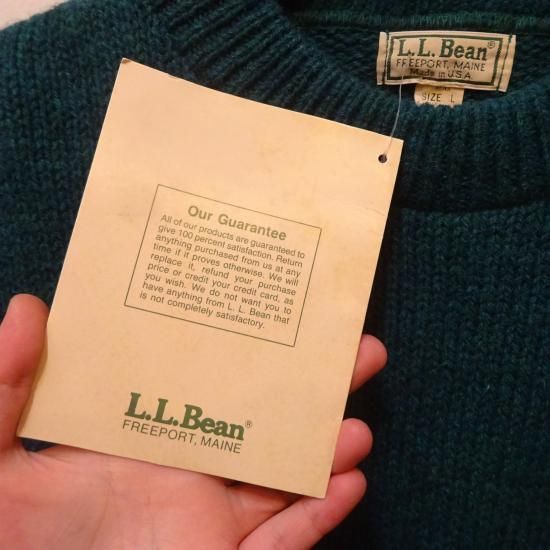 L.L.Bean®
FREEPORT, MAINE
Made in U.S.A.
SIZE L
Our Guarantee
All of our products are guaranteed to
give 100 percent satisfaction. Return
anything purchased from us at any
time if it proves otherwise. We will
replace it, refund your purchase
price or credit your credit card, as
you wish. We do not want you to
have anything from L. L. Bean that
is not completely satisfactory.
L.L.Bean®
FREEPORT, MAINE